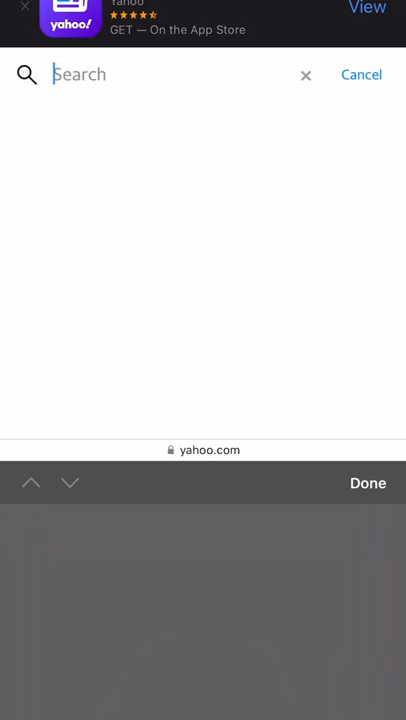 Yahoo
yahoo!
GET — On the App Store
View
Search
Cancel
yahoo.com
Done